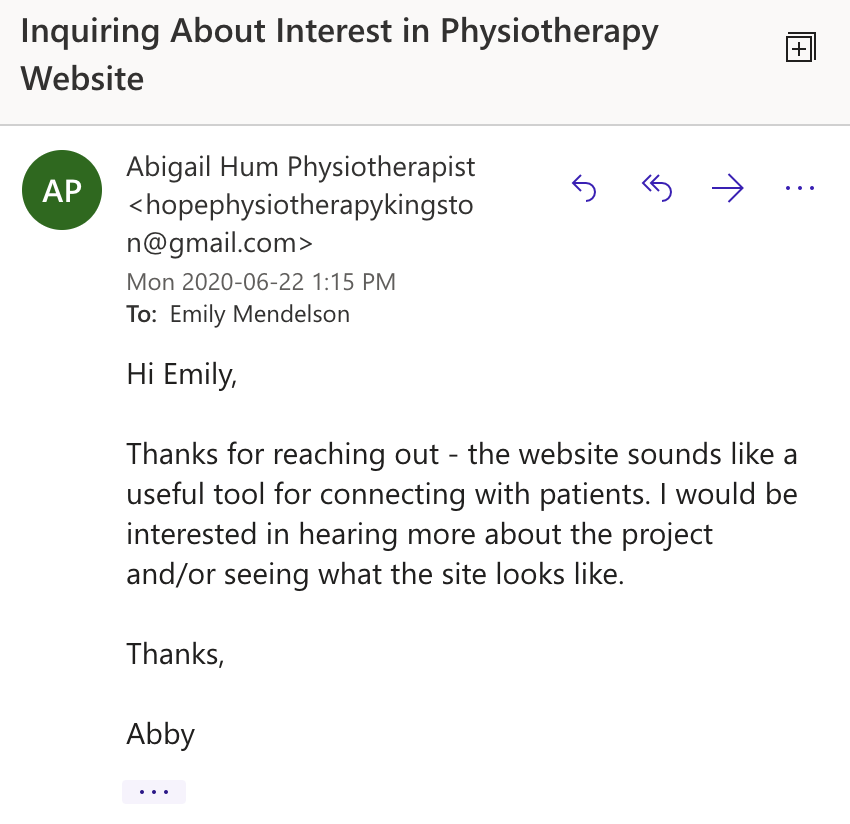 Inquiring About Interest in Physiotherapy
Website
AP
Abigail Hum Physiotherapist
<hopephysiotherapykingsto
n@gmail.com>
Mon 2020-06-22 1:15 PM
To: Emily Mendelson
Hi Emily,
Thanks for reaching out - the website sounds like a
useful tool for connecting with patients. I would be
interested in hearing more about the project
and/or seeing what the site looks like.
Thanks,
Abby